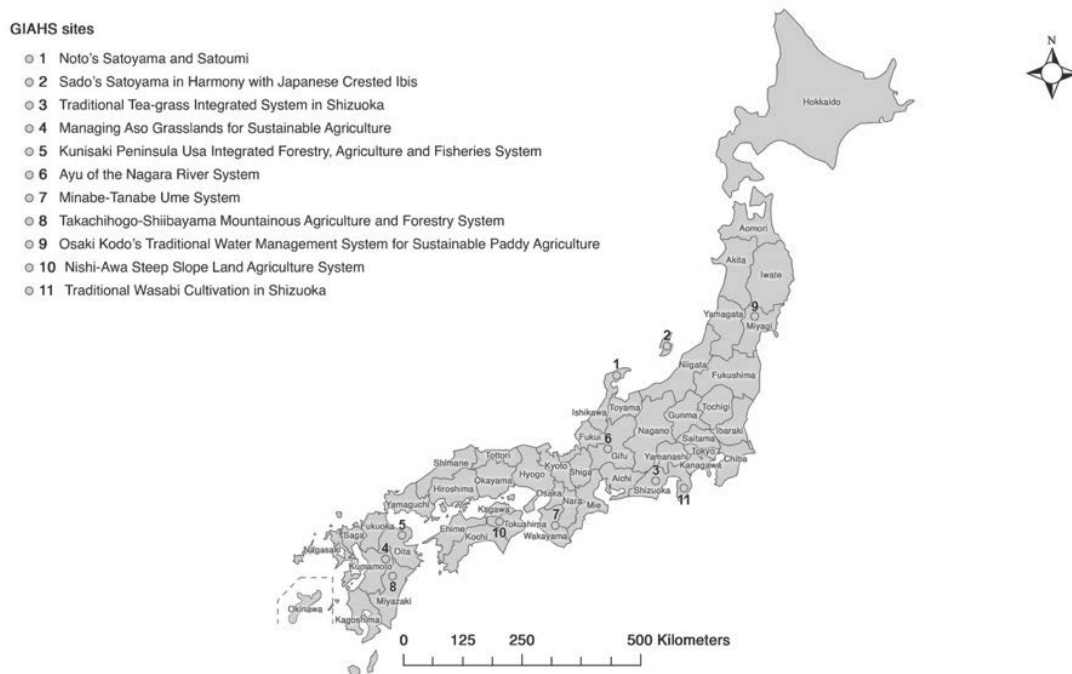 GIAHS sites
N
1 Noto's Satoyama and Satoumi
2 Sado's Satoyama in Harmony with Japanese Crested Ibis
3 Traditional Tea-grass Integrated System in Shizuoka
4 Managing Aso Grasslands for Sustainable Agriculture
5 Kunisaki Peninsula Usa Integrated Forestry, Agriculture and Fisheries System
6 Ayu of the Nagara River System
7 Minabe-Tanabe Ume System
8 Takachihogo-Shiibayama Mountainous Agriculture and Forestry System
9 Osaki Kodo's Traditional Water Management System for Sustainable Paddy Agriculture
10 Nishi-Awa Steep Slope Land Agriculture System
11 Traditional Wasabi Cultivation in Shizuoka
Hokkaido
Aomori
Akita
Iwate
9
Yamagata
Miyagi
2
1
Niigata
Fukushima
Toyama
Ishikawa
Tochigi
Gunma
Nagano
Ibaraki
Fukui
6
Saitama
Gifu
Tokyo
Yamanash
Chiba
Kanagawa
3
Shizuoka
11
Aichi
Shimane
Tottori
Kyoto
Hyogo
Shiga
Okayama
Hiroshima
Osaka
Nara
Mie
Yamaguchi
Kagawa
7
Wakayama
Tokushima
10
Ehime
Kochi
Fukuoka
5
Saga
Oita
Nagasaki
4
Kumamoto
8
Miyazaki
Okinawa
Kagoshima
0 125 250 500 Kilometers